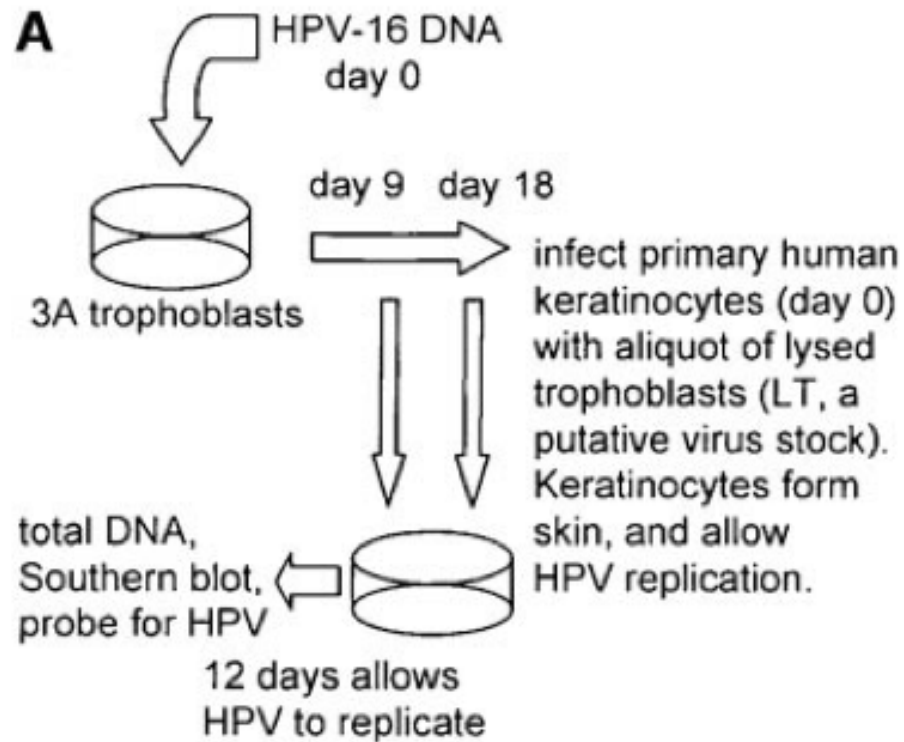 A
HPV-16 DNA
day 0
day 9 day 18
3A trophoblasts
infect primary human
keratinocytes (day 0)
with aliquot of lysed
trophoblasts (LT, a
putative virus stock).
Keratinocytes form
skin, and allow
HPV replication.
total DNA,
Southern blot,
probe for HPV
12 days allows
HPV to replicate